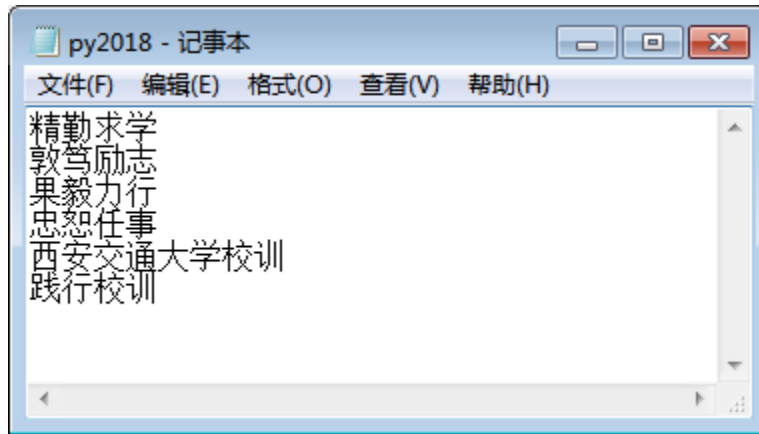 py2018 - 记事本
文件(F) 编辑(E) 格式(O) 查看(V) 帮助(H)
精勤求学
敦笃励志
果毅力行
忠恕任事
西安交通大学校训
践行校训